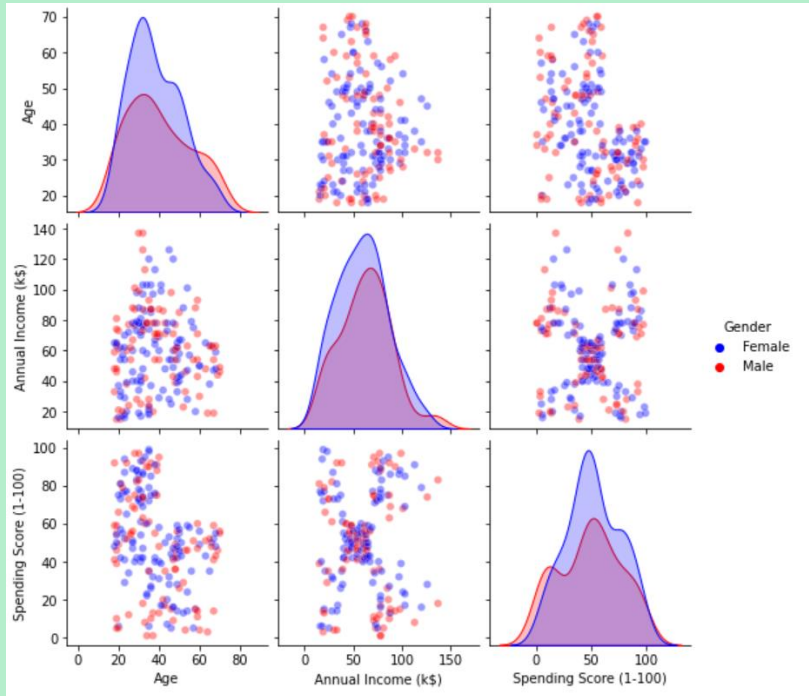 Age
70
60
50
40
30
20
Annual Income (k$)
140
120
100
80
60
40
20
Gender
Female
Male
Spending Score (1-100)
100
80
60
40
20
0
0 20 40 60 80
0 50 100 150
0 50 100
Age
Annual Income (k$)
Spending Score (1-100)